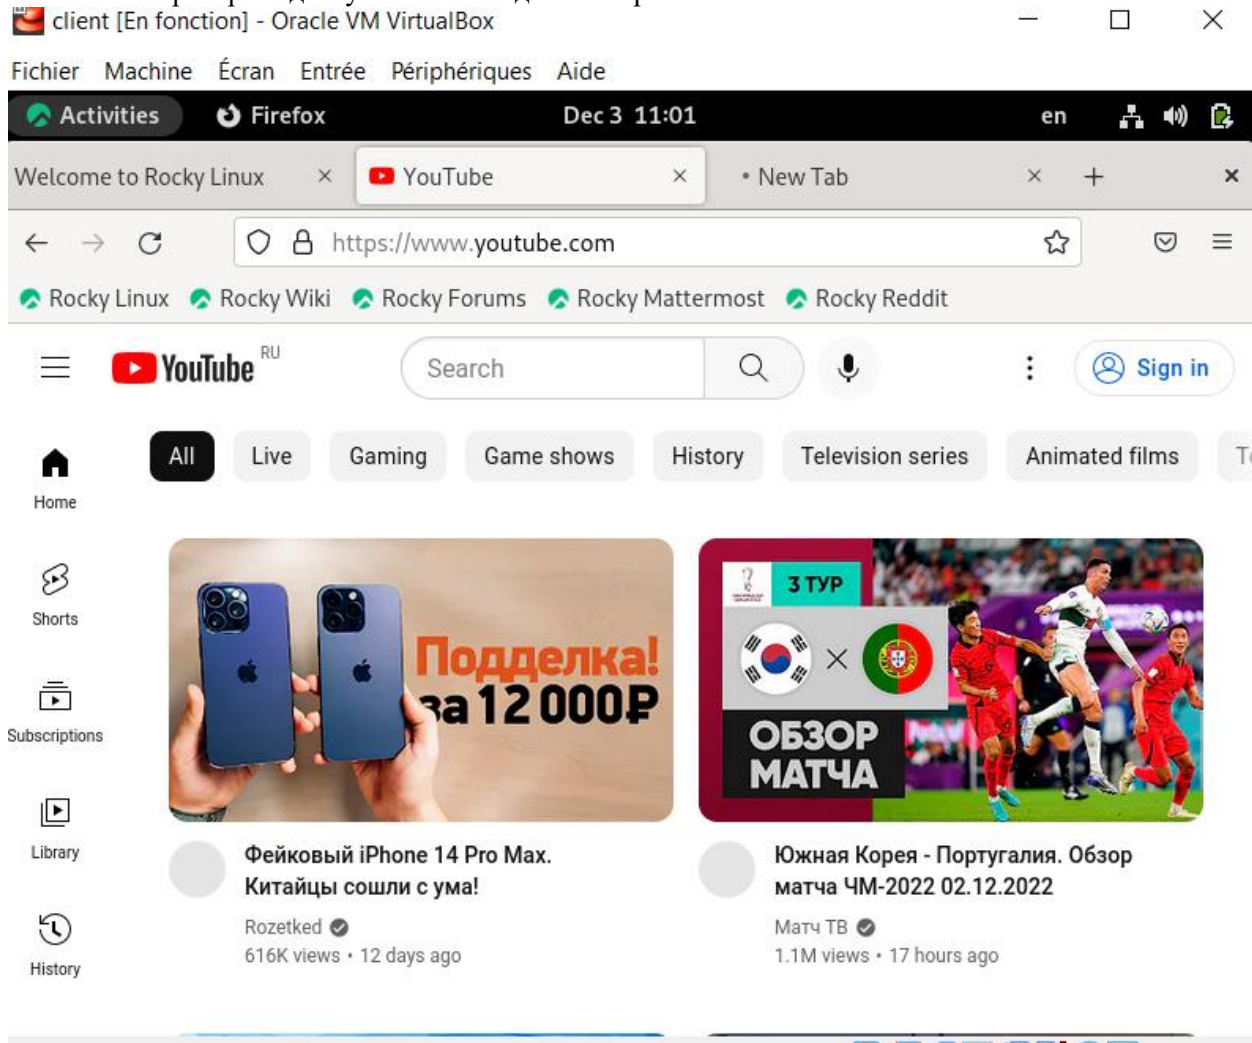 client [En fonction] - Oracle VM VirtualBox
Fichier Machine Écran Entrée Périphériques Aide
Activities Firefox Dec 3 11:01 en
Welcome to Rocky Linux YouTube • New Tab
https://www.youtube.com
Rocky Linux Rocky Wiki Rocky Forums Rocky Mattermost Rocky Reddit
YouTube RU Search Sign in
All Live Gaming Game shows History Television series Animated films
Home
Shorts
Subscriptions
Library
History
Подделка!
за 12 000₽
Фейковый iPhone 14 Pro Max.
Китайцы сошли с ума!
Rozetked
616K views • 12 days ago
3 ТУР
ОБЗОР
МАТЧА
Южная Корея - Португалия. Обзор
матча ЧМ-2022 02.12.2022
Матч ТВ
1.1M views • 17 hours ago